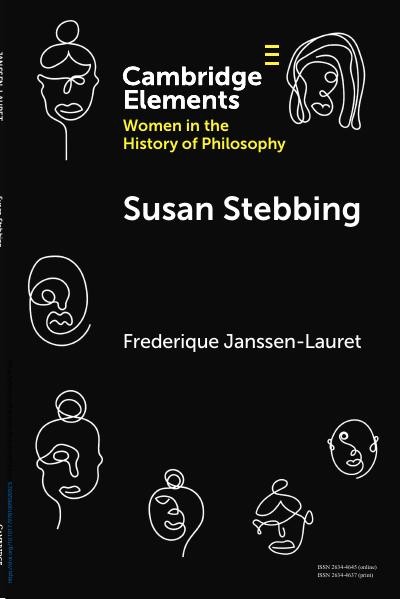 Cambridge
Elements
Women in the
History of Philosophy
Susan Stebbing
Frederique Janssen-Lauret
ISSN 2634-4645 (online)
ISSN 2634-4637 (print)